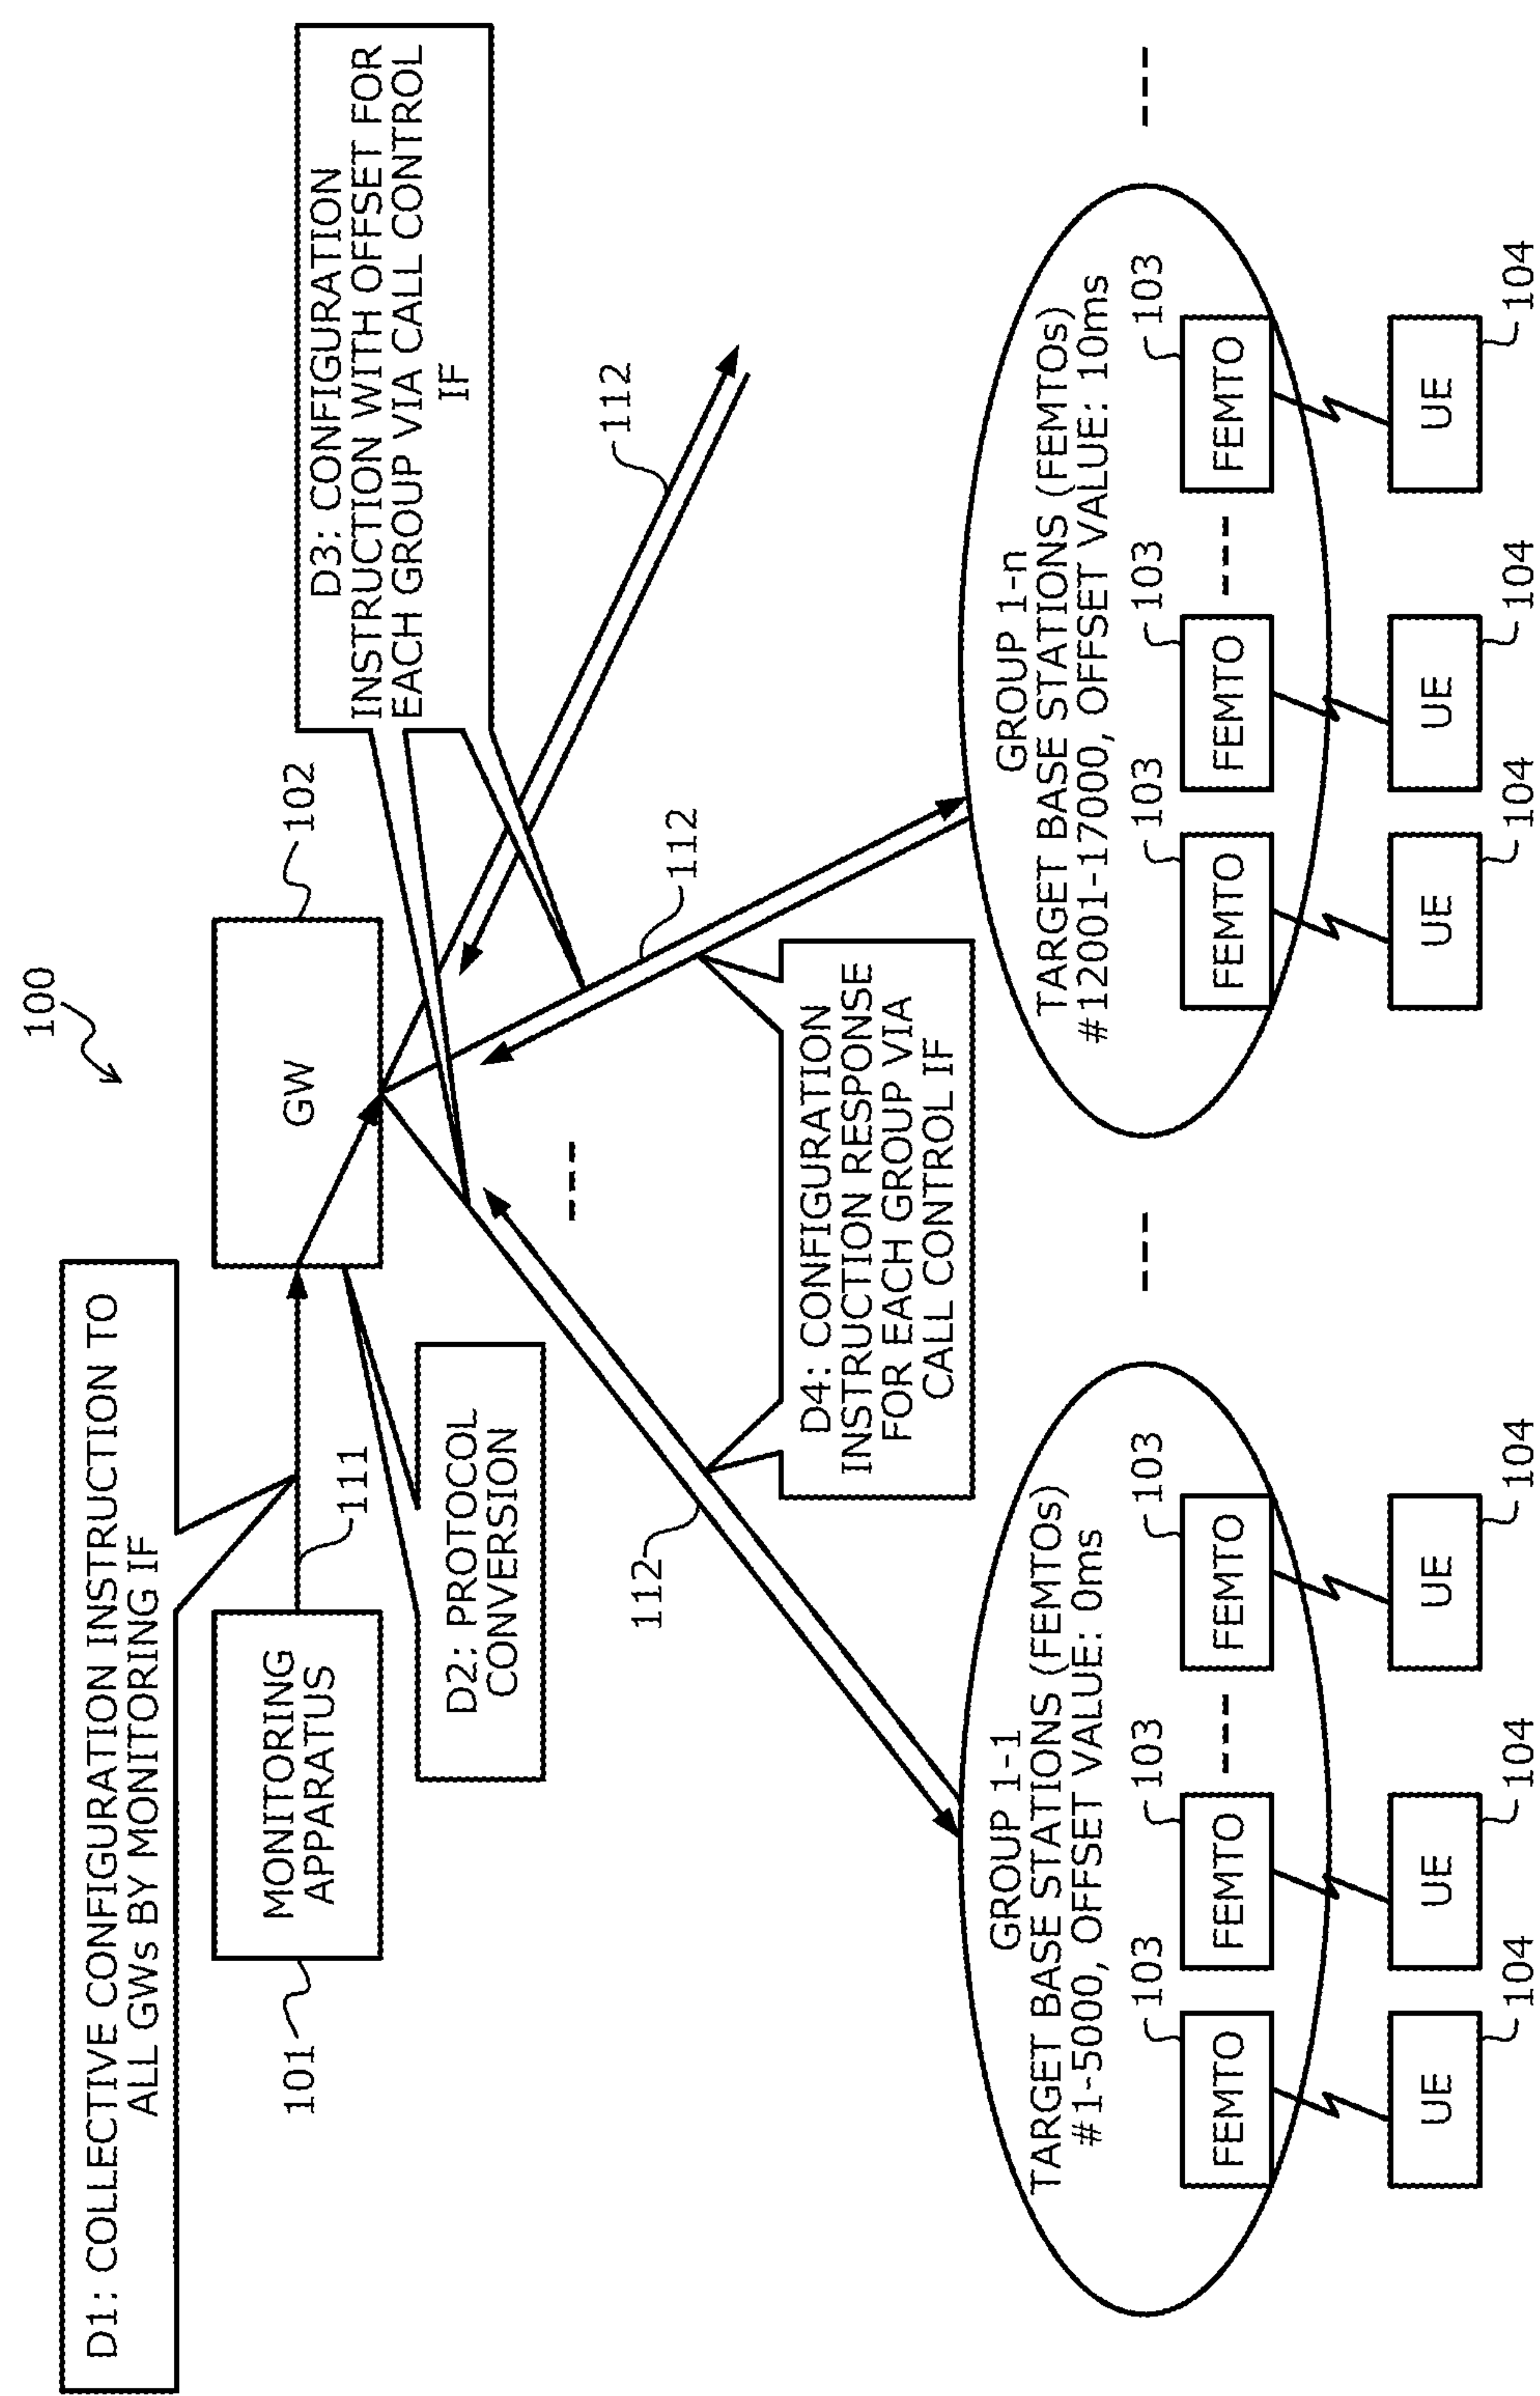 100
D1: COLLECTIVE CONFIGURATION INSTRUCTION TO
ALL GWs BY MONITORING IF
MONITORING
APPARATUS
101
111
GW
102
D2: PROTOCOL
CONVERSION
D3: CONFIGURATION
INSTRUCTION WITH OFFSET FOR
EACH GROUP VIA CALL CONTROL
IF
112
112
112
D4: CONFIGURATION
INSTRUCTION RESPONSE
FOR EACH GROUP VIA
CALL CONTROL IF
GROUP 1-1
TARGET BASE STATIONS (FEMTOs)
#1-5000, OFFSET VALUE: 0ms
103
103
103
FEMTO
FEMTO
FEMTO
UE
UE
UE
104
104
104
GROUP 1-n
TARGET BASE STATIONS (FEMTOs)
#12001-17000, OFFSET VALUE: 10ms
103
103
103
FEMTO
FEMTO
FEMTO
UE
UE
UE
104
104
104